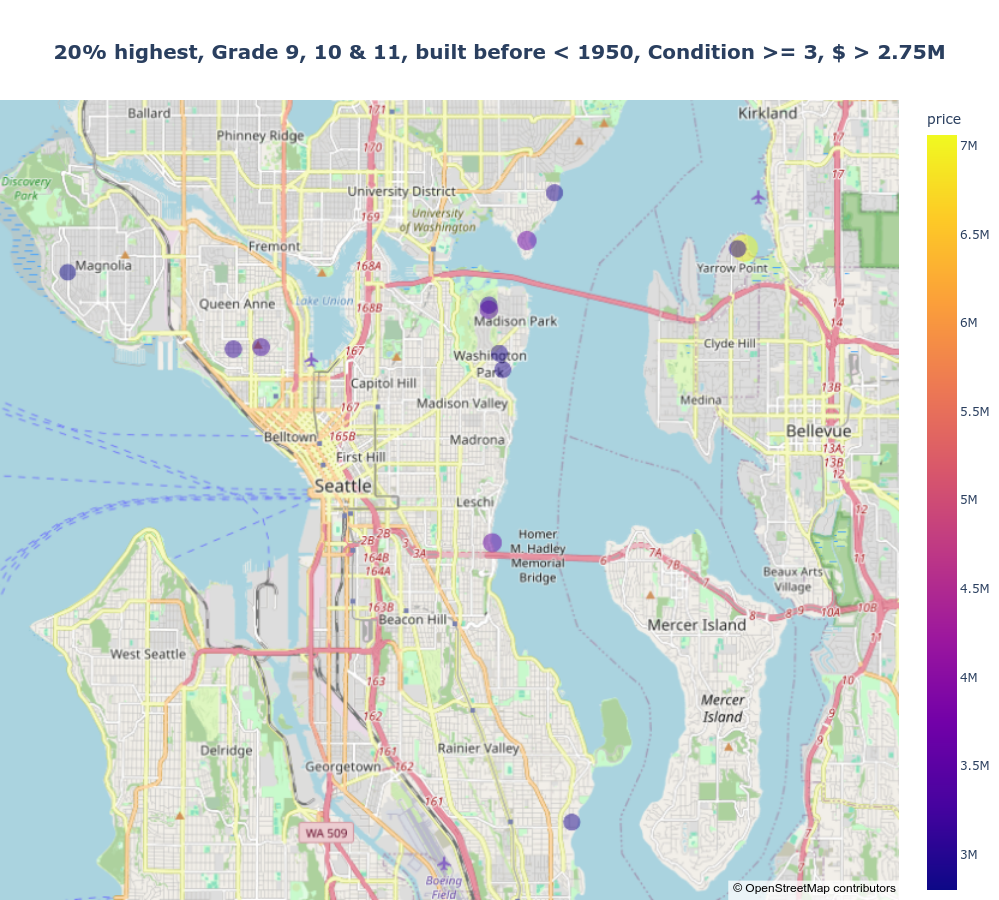 20% highest, Grade 9, 10 & 11, built before < 1950, Condition >= 3, $ > 2.75M
price
7M
6.5M
6M
5.5M
5M
4.5M
4M
3.5M
3M
Ballard
171
Kirkland
Phinney Ridge
170
17
17
Discovery
Park
University District
169
University
of Washington
Fremont
168A
Magnolia
Yarrow Point
Queen Anne
Lake Union
168B
14
Madison Park
14
167
Washington
Park
Clyde Hill
Capitol Hill
13B
167
Madison Valley
Medina
Belltown
165B
Madrona
Bellevue
13A
First Hill
13B
12
Seattle
Leschi
12
2B
2B
3
3A
Homer
M. Hadley
Memorial
Bridge
164B
164A
6
7A
7B
7
11
Beaux Arts
Village
163B
Beacon Hill
8
8
9
10A
10B
Mercer Island
11
West Seattle
163
10
Mercer
Island
162
9
9
Delridge
161
Rainier Valley
Georgetown
162
161
WA 509
7
Boeing
Field
© OpenStreetMap contributors